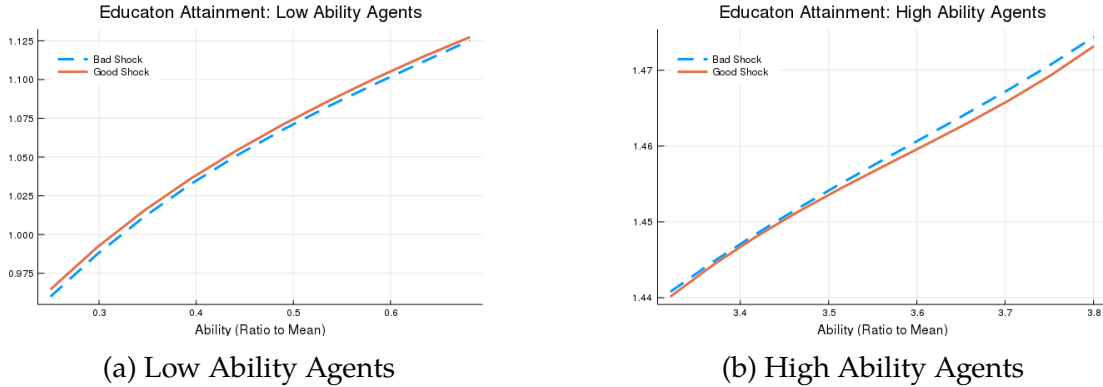 Educaton Attainment: Low Ability Agents
1.125
1.100
1.075
1.050
1.025
1.000
0.975
Bad Shock
Good Shock
0.3 0.4 0.5 0.6
Ability (Ratio to Mean)
(a) Low Ability Agents
Educaton Attainment: High Ability Agents
1.47
1.46
1.45
1.44
Bad Shock
Good Shock
3.4 3.5 3.6 3.7 3.8
Ability (Ratio to Mean)
(b) High Ability Agents